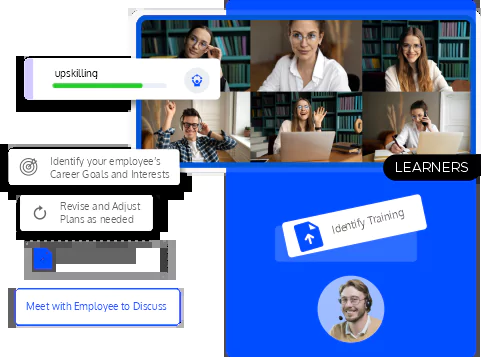 upskilling
LEARNERS
Identify your employee's
Career Goals and Interests
Revise and Adjust
Plans as needed
Identify Training
Meet with Employee to Discuss